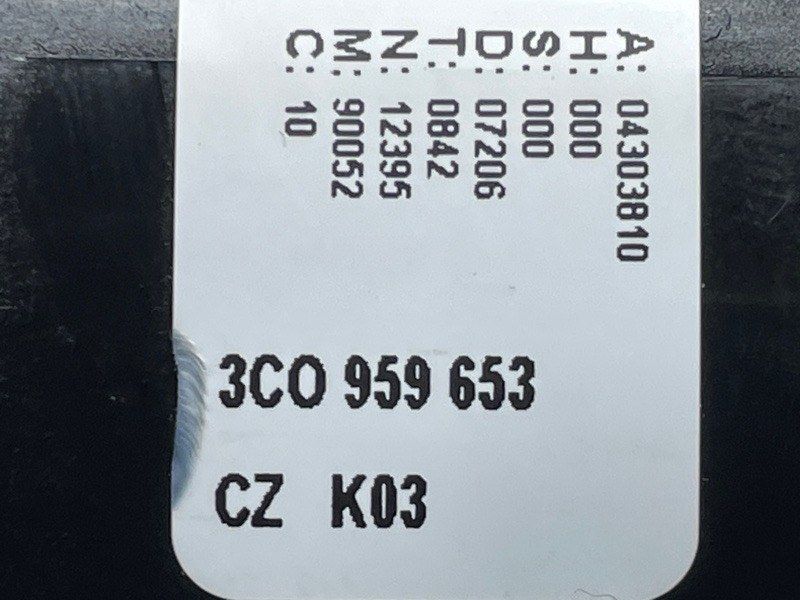 A: 04303810
H: 000
S: 000
D: 07206
T: 0842
N: 12395
M: 90052
C: 10
3C0 959 653
CZ K03